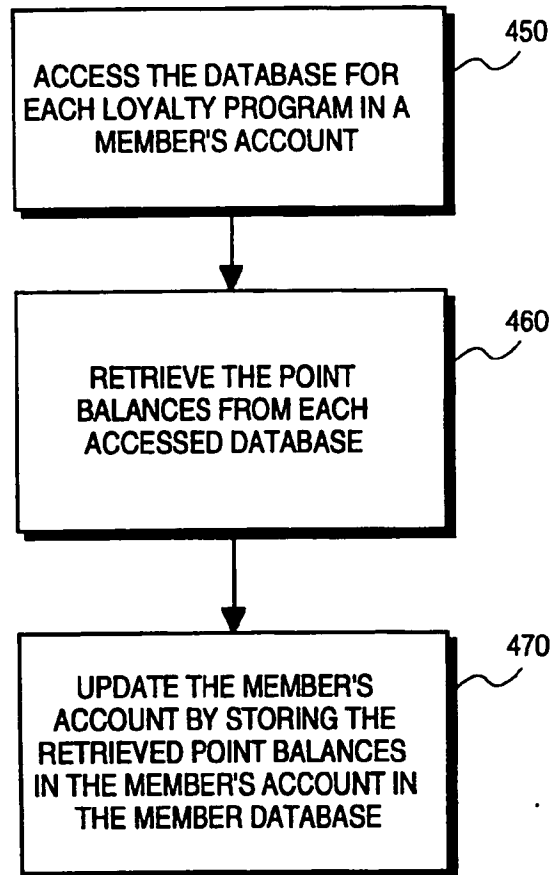 450
ACCESS THE DATABASE FOR
EACH LOYALTY PROGRAM IN A
MEMBER'S ACCOUNT
460
RETRIEVE THE POINT
BALANCES FROM EACH
ACCESSED DATABASE
470
UPDATE THE MEMBER'S
ACCOUNT BY STORING THE
RETRIEVED POINT BALANCES
IN THE MEMBER'S ACCOUNT IN
THE MEMBER DATABASE